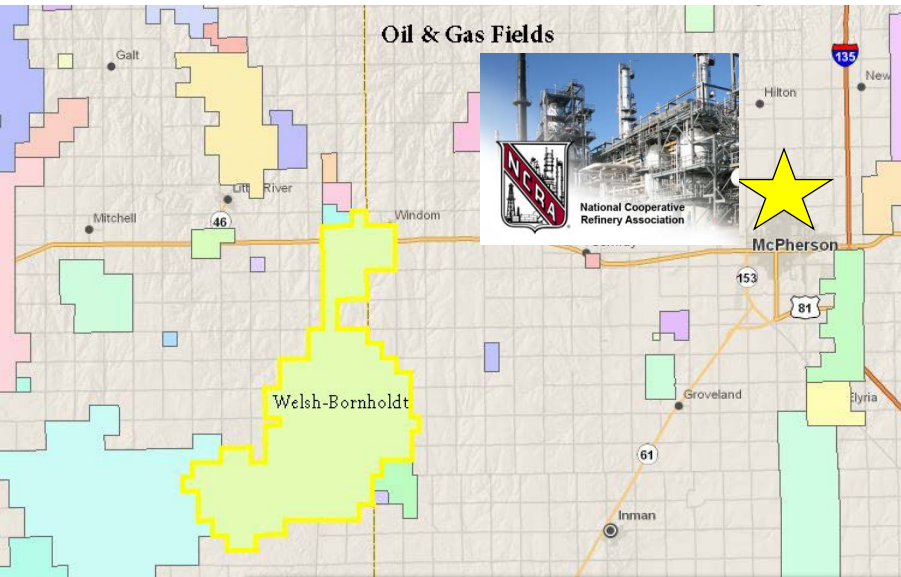 Oil & Gas Fields
Galt
135
New
Hilton
NCRA
National Cooperative
Refinery Association
Little River
Mitchell
46
Windom
Conway
McPherson
153
81
Welsh-Bornholdt
Groveland
Elyria
61
Inman